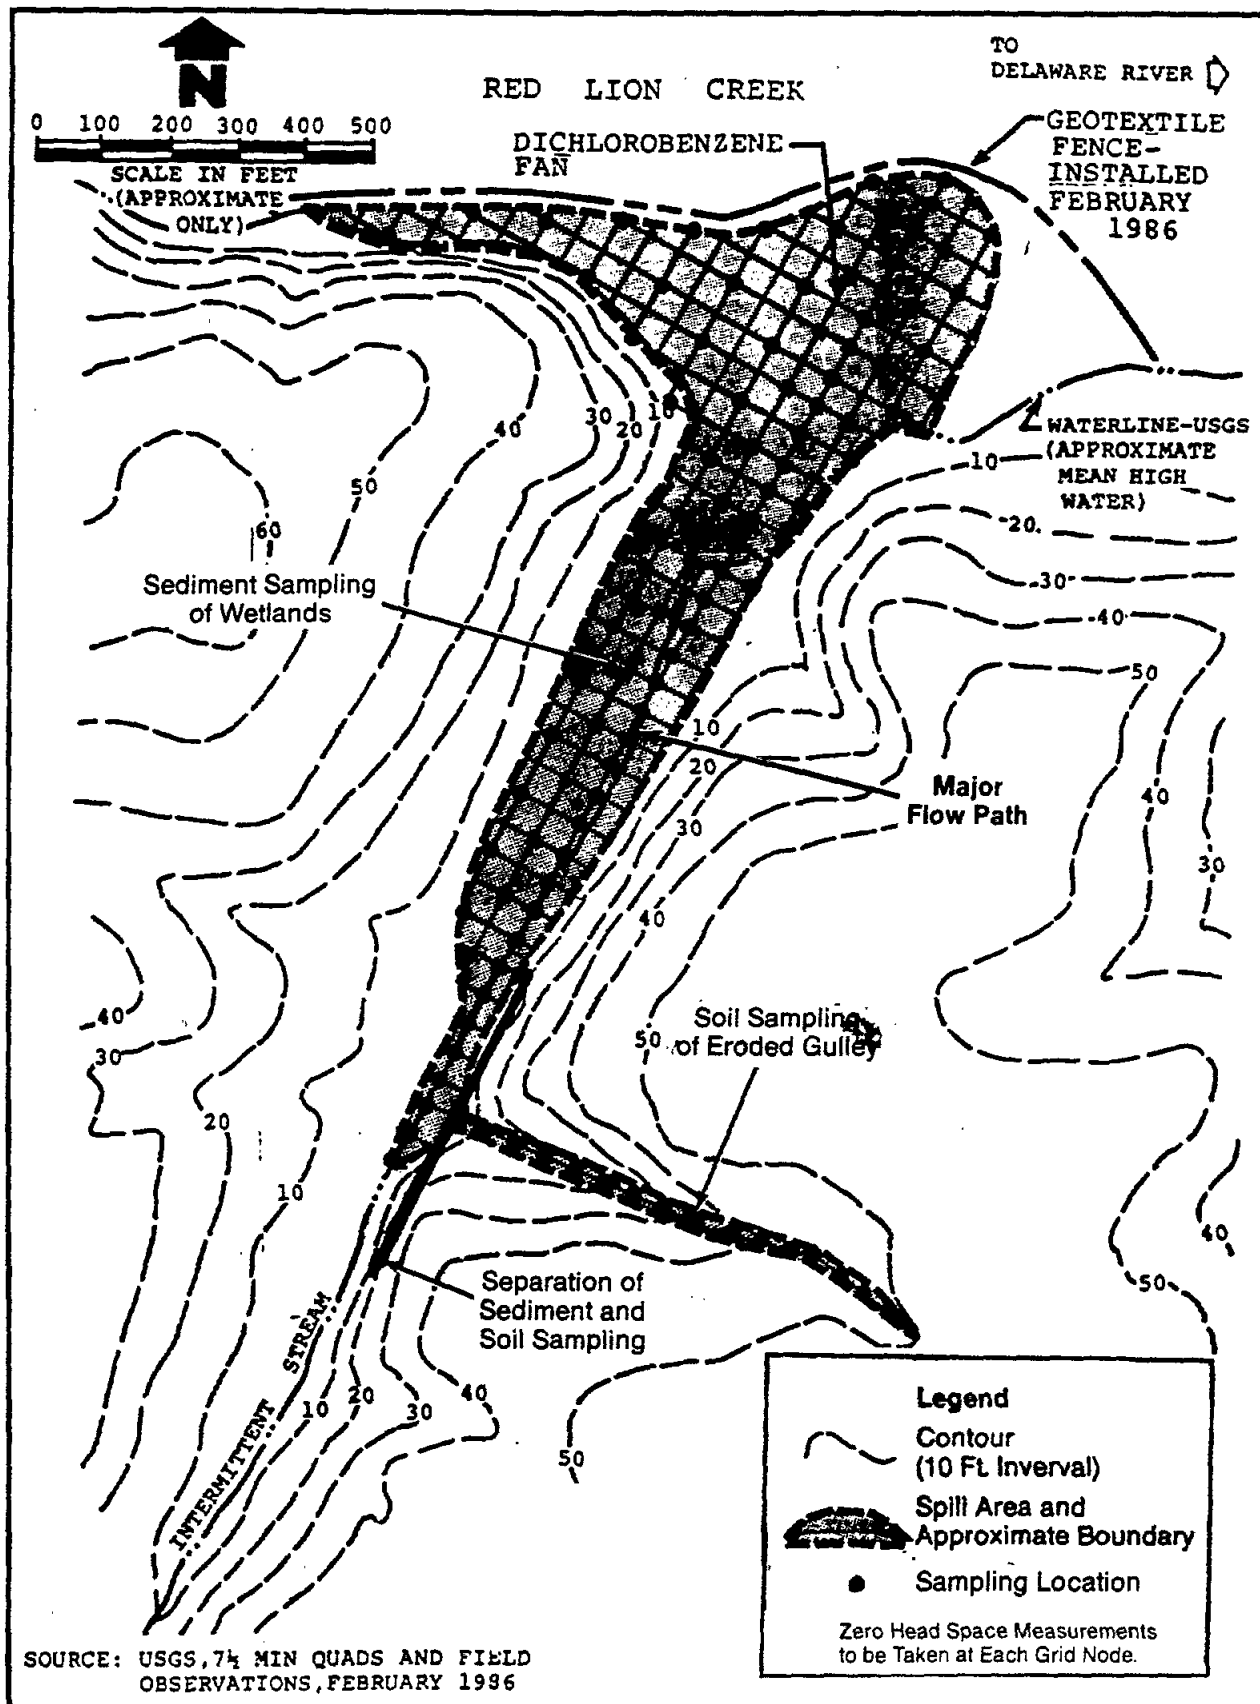 N
TO
DELAWARE RIVER
RED LION CREEK
0 100 200 300 400 500
SCALE IN FEET
(APPROXIMATE
ONLY)
DICHLOROBENZENE
FAN
GEOTEXTILE
FENCE-
INSTALLED
FEBRUARY
1986
WATERLINE-USGS
(APPROXIMATE
MEAN HIGH
WATER)
30
20
10
40
50
60
10
20
30
40
50
40
30
Sediment Sampling
of Wetlands
10
20
30
40
50
Major
Flow Path
Soil Sampling
of Eroded Gulley
40
30
20
10
40
50
Separation of
Sediment and
Soil Sampling
INTERMITTENT STREAM
10
20
30
40
50
Legend
Contour
(10 Ft. Inverval)
Spill Area and
Approximate Boundary
Sampling Location
Zero Head Space Measurements
to be Taken at Each Grid Node.
SOURCE: USGS, 7½ MIN QUADS AND FIELD
OBSERVATIONS, FEBRUARY 1986